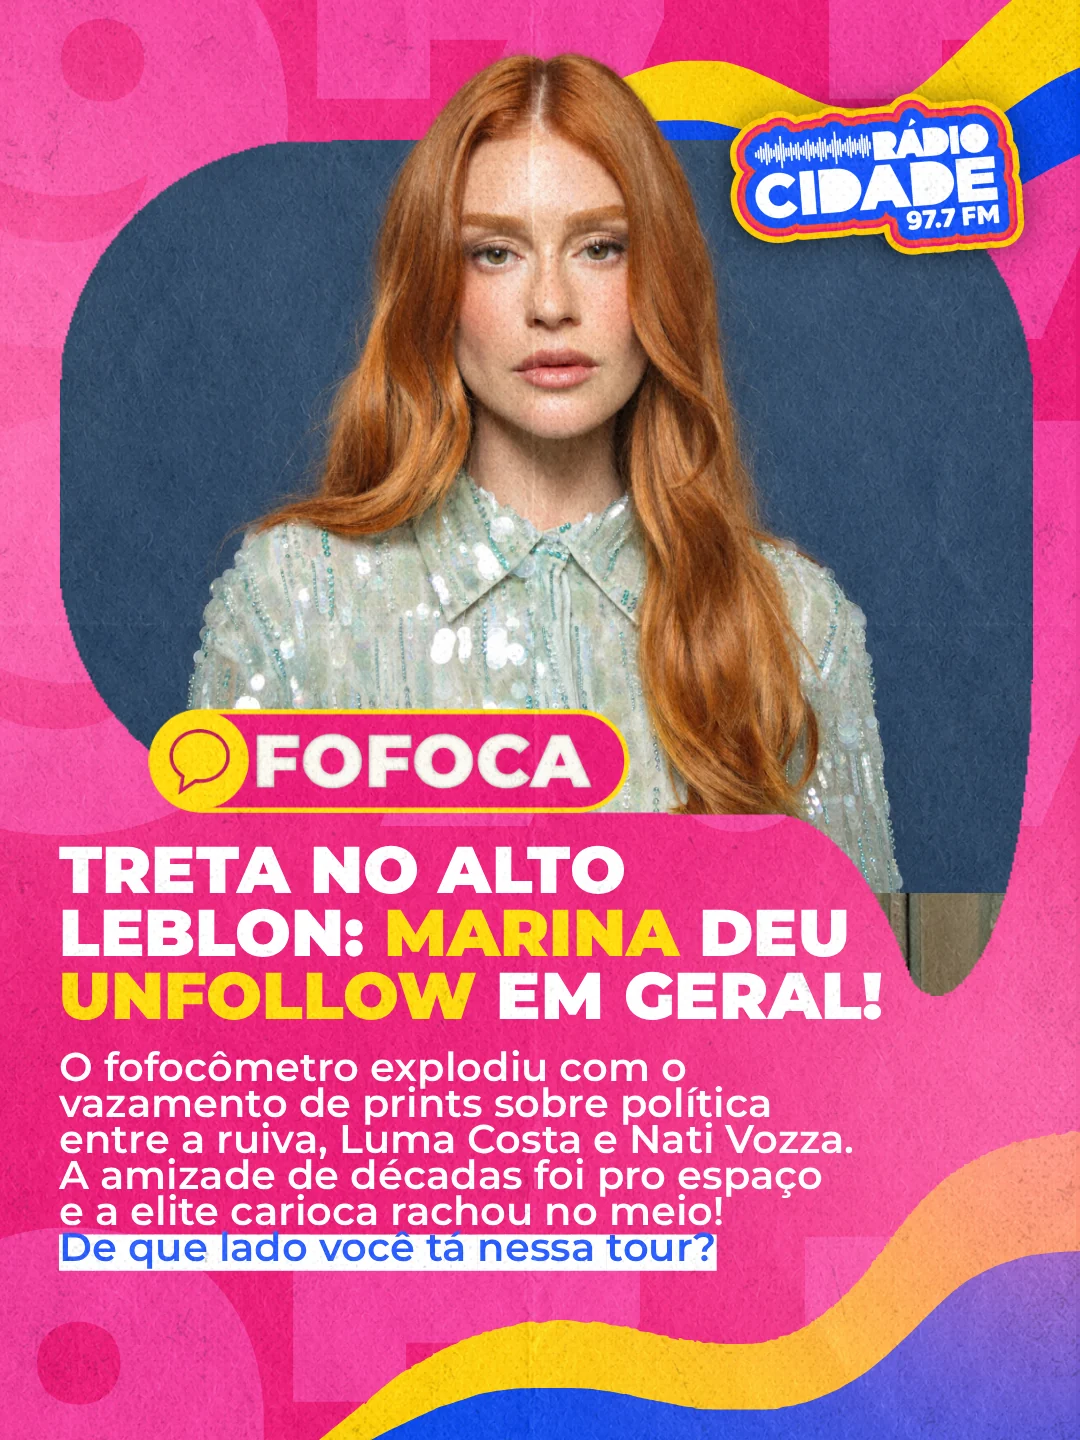 RÁDIO
CIDADE
97.7 FM
FOFOCA
TRETA NO ALTO
LEBLON: MARINA DEU
UNFOLLOW EM GERAL!
O fofocômetro explodiu com o
vazamento de prints sobre política
entre a ruiva, Luma Costa e Nati Vozza.
A amizade de décadas foi pro espaço
e a elite carioca rachou no meio!
De que lado você tá nessa tour?